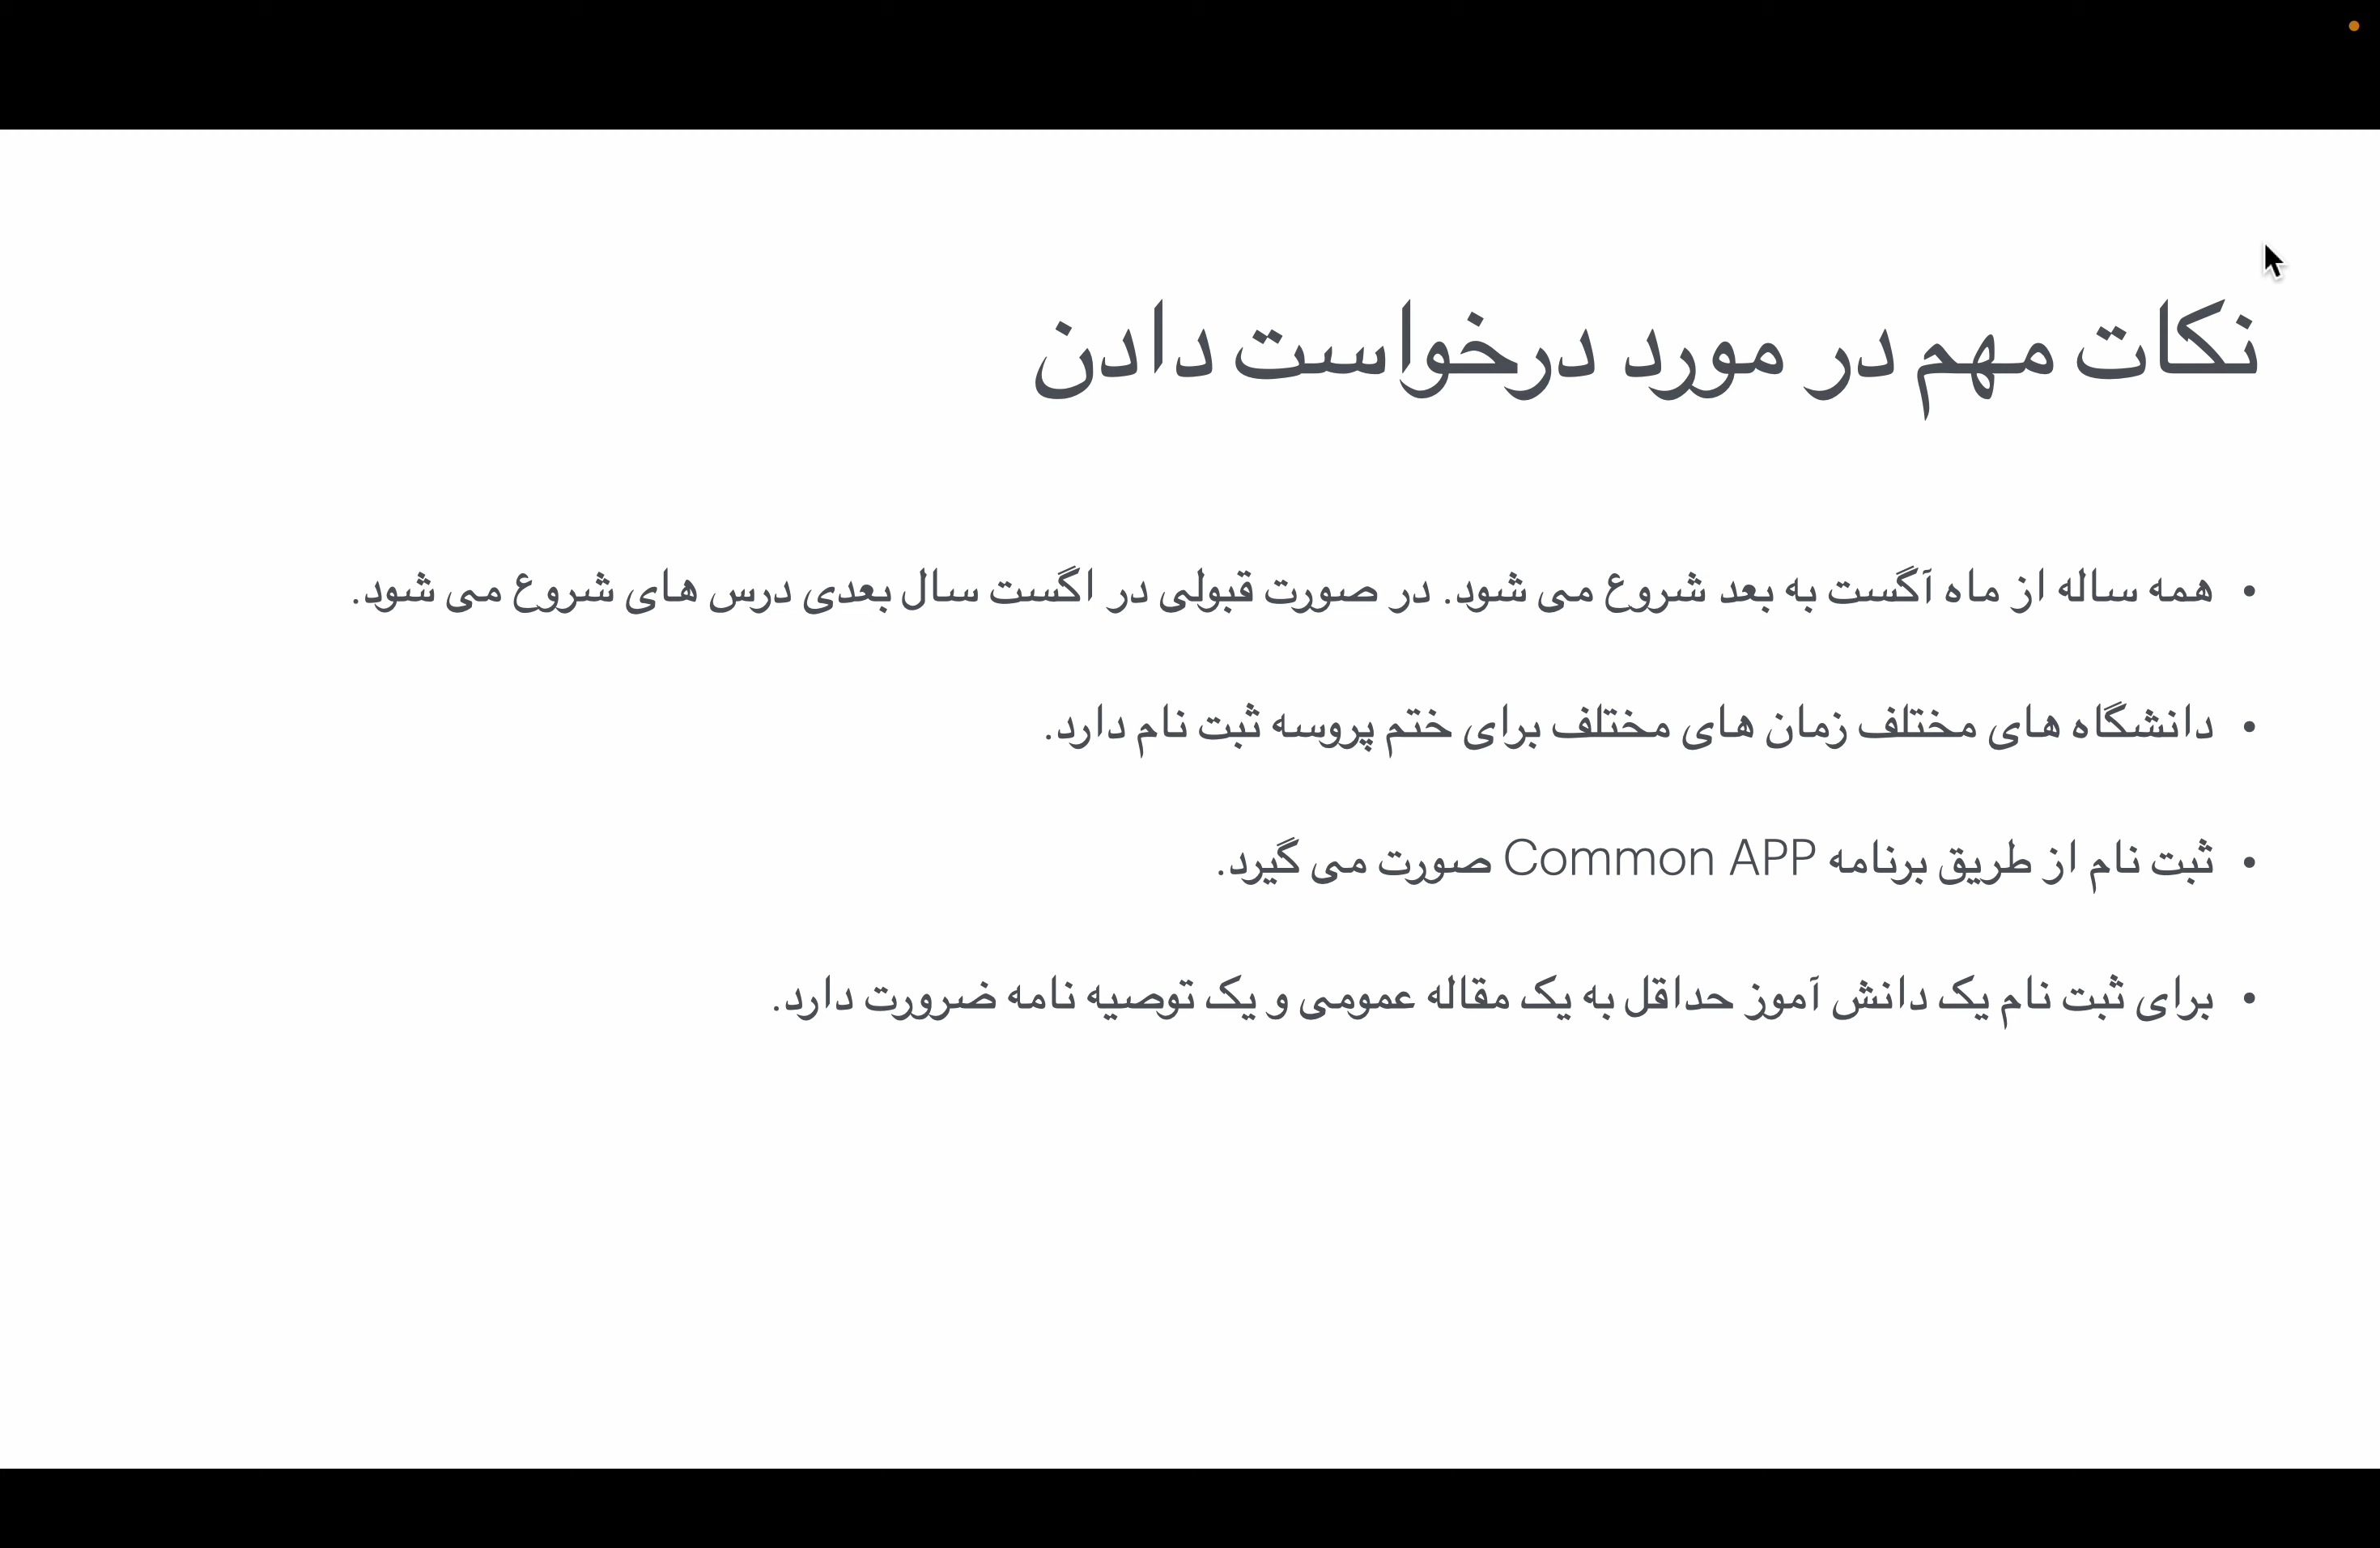 نکات مهم در مورد درخواست دادن
• همه ساله از ماه آگست به بعد شروع می شود. در صورت قبولی در اگست سال بعدی درس های شروع می شود.
• دانشگاه های مختلف زمان های مختلف برای ختم پروسه ثبت نام دارد.
• ثبت نام از طریق برنامه Common APP صورت می گیرد.
• برای ثبت نام یک دانش آموز حداقل به یک مقاله عمومی و یک توصیه نامه ضرورت دارد.